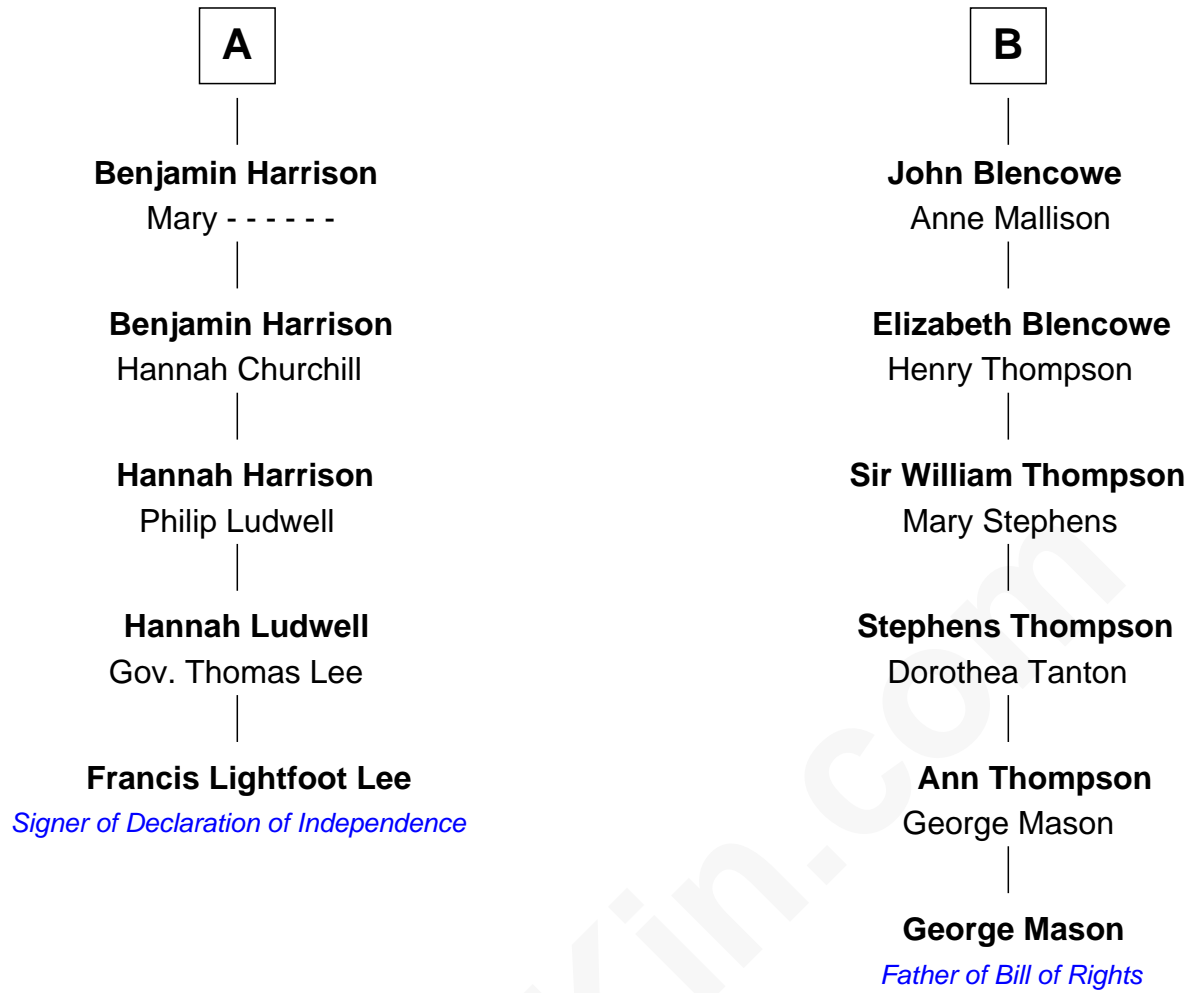 A
Benjamin Harrison
Mary - - - - - -
Benjamin Harrison
Hannah Churchill
Hannah Harrison
Philip Ludwell
Hannah Ludwell
Gov. Thomas Lee
Francis Lightfoot Lee
Signer of Declaration of Independence
B
John Blencowe
Anne Mallison
Elizabeth Blencowe
Henry Thompson
Sir William Thompson
Mary Stephens
Stephens Thompson
Dorothea Tanton
Ann Thompson
George Mason
George Mason
Father of Bill of Rights
Kin.com